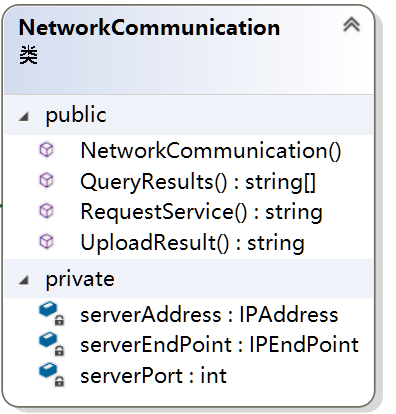 NetworkCommunication
类
public
NetworkCommunication()
QueryResults() : string[]
RequestService() : string
UploadResult() : string
private
serverAddress : IPAddress
serverEndPoint : IPEndPoint
serverPort : int